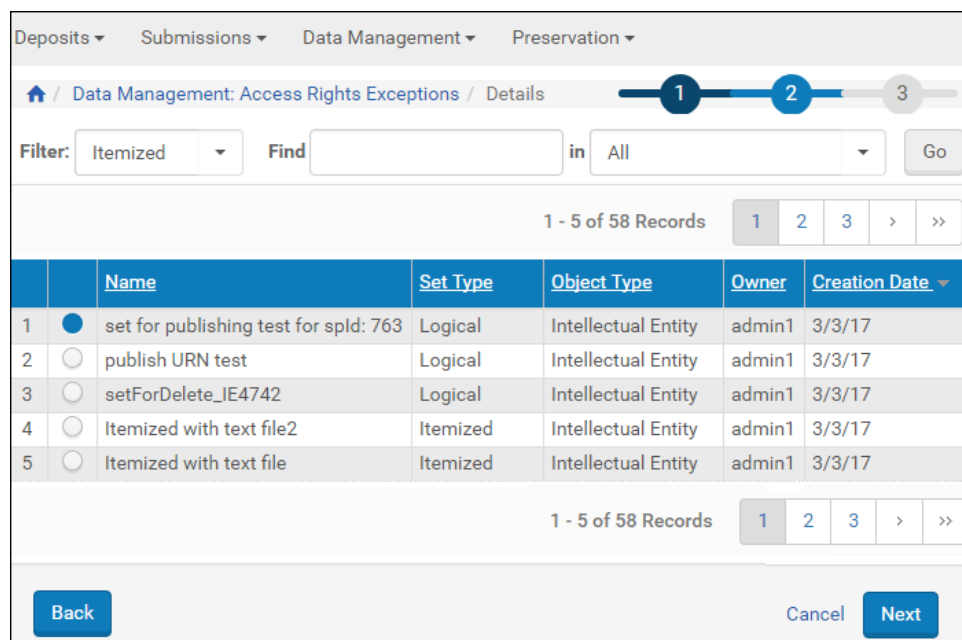 Deposits Submissions Data Management Preservation
/ Data Management: Access Rights Exceptions / Details 1 2 3
Filter: Itemized Find in All Go
1 - 5 of 58 Records 1 2 3 › ››
Name Set Type Object Type Owner Creation Date
1 set for publishing test for spId: 763 Logical Intellectual Entity admin1 3/3/17
2 publish URN test Logical Intellectual Entity admin1 3/3/17
3 setForDelete_IE4742 Logical Intellectual Entity admin1 3/3/17
4 Itemized with text file2 Itemized Intellectual Entity admin1 3/3/17
5 Itemized with text file Itemized Intellectual Entity admin1 3/3/17
1 - 5 of 58 Records 1 2 3 › ››
Back Cancel Next